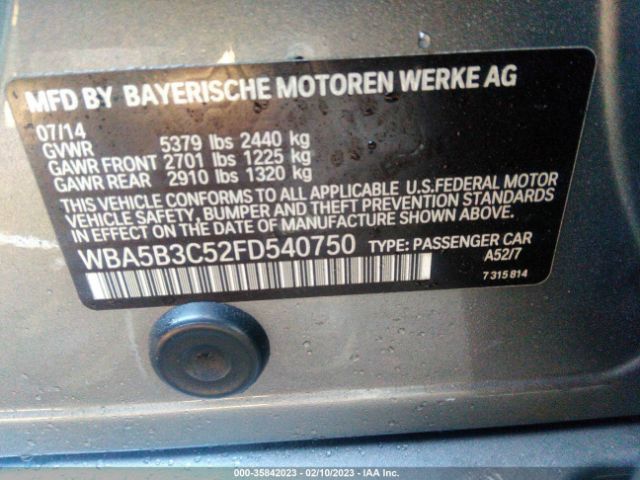 MFD BY BAYERISCHE MOTOREN WERKE AG
07/14
GVWR 5379 lbs 2440 kg
GAWR FRONT 2701 lbs 1225 kg
GAWR REAR 2910 lbs 1320 kg
THIS VEHICLE CONFORMS TO ALL APPLICABLE U.S.FEDERAL MOTOR
VEHICLE SAFETY, BUMPER AND THEFT PREVENTION STANDARDS
IN EFFECT ON THE DATE OF MANUFACTURE SHOWN ABOVE.
WBA5B3C52FD540750 TYPE: PASSENGER CAR
A52/7
7 315 814
000-35842023 — 02/10/2023 — IAA Inc.